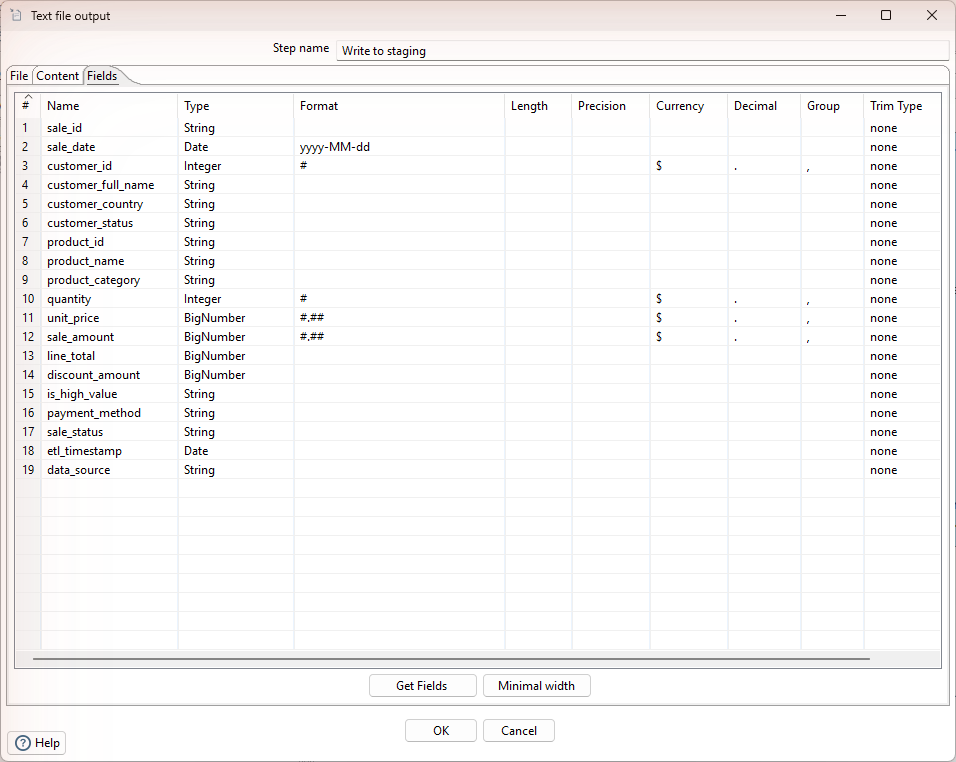 Text file output
Step name Write to staging
File Content Fields
# Name Type Format Length Precision Currency Decimal Group Trim Type
1 sale_id String none
2 sale_date Date yyyy-MM-dd none
3 customer_id Integer # $ . , none
4 customer_full_name String none
5 customer_country String none
6 customer_status String none
7 product_id String none
8 product_name String none
9 product_category String none
10 quantity Integer # $ . , none
11 unit_price BigNumber #.## $ . , none
12 sale_amount BigNumber #.## $ . , none
13 line_total BigNumber none
14 discount_amount BigNumber none
15 is_high_value String none
16 payment_method String none
17 sale_status String none
18 etl_timestamp Date none
19 data_source String none
Get Fields Minimal width
OK Cancel
? Help